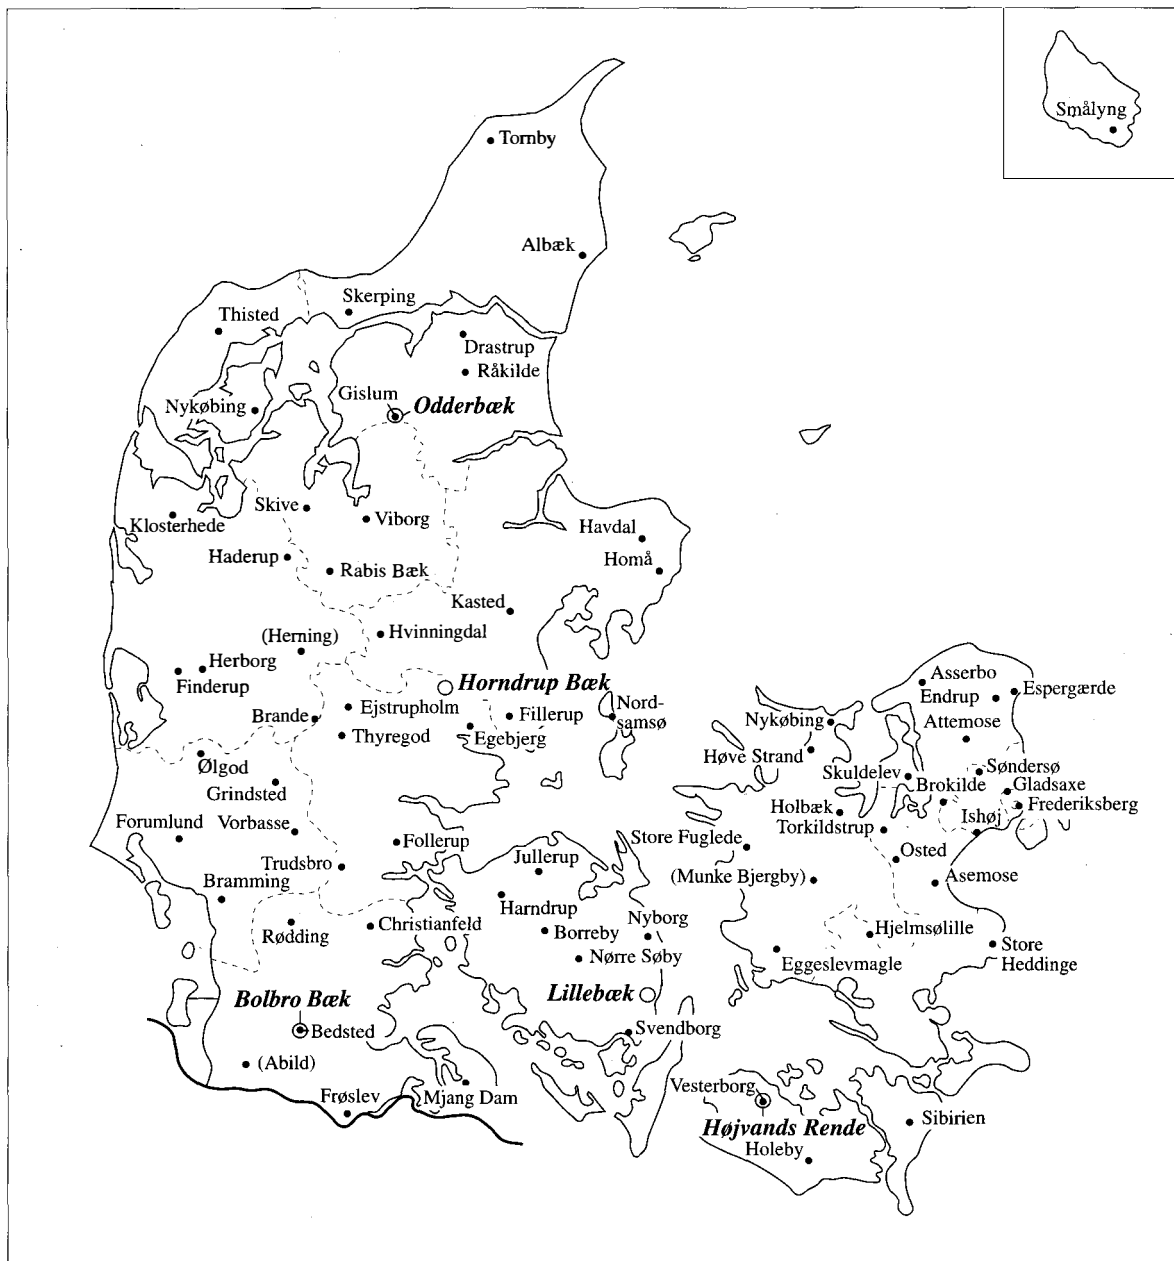 Smålyng
Tornby
Albæk
Skerping
Thisted
Drastrup
Råkilde
Gislum
Odderbæk
Nykøbing
Skive
Viborg
Klosterhede
Havdal
Haderup
Homå
Rabis Bæk
Kasted
Hvinningdal
(Herning)
Herborg
Finderup
Horndrup Bæk
Asserbo
Endrup
Espergærde
Ejstrupholm
Fillerup
Nord-
samsø
Brande
Nykøbing
Attemose
Thyregod
Egebjerg
Høve Strand
Ølgod
Skuldelev
Søndersø
Grindsted
Brokilde
Gladsaxe
Holbæk
Frederiksberg
Forumlund
Vorbasse
Torkildstrup
Ishøj
Follerup
Store Fuglede
Jullerup
Osted
Trudsbro
(Munke Bjergby)
Asemose
Bramming
Harndrup
Christianfeld
Nyborg
Rødding
Borreby
Hjelmsølille
Store
Heddinge
Nørre Søby
Eggeslevmagle
Bolbro Bæk
Lillebæk
Bedsted
Svendborg
(Abild)
Vesterborg
Frøslev
Mjang Dam
Sibirien
Højvands Rende
Holeby